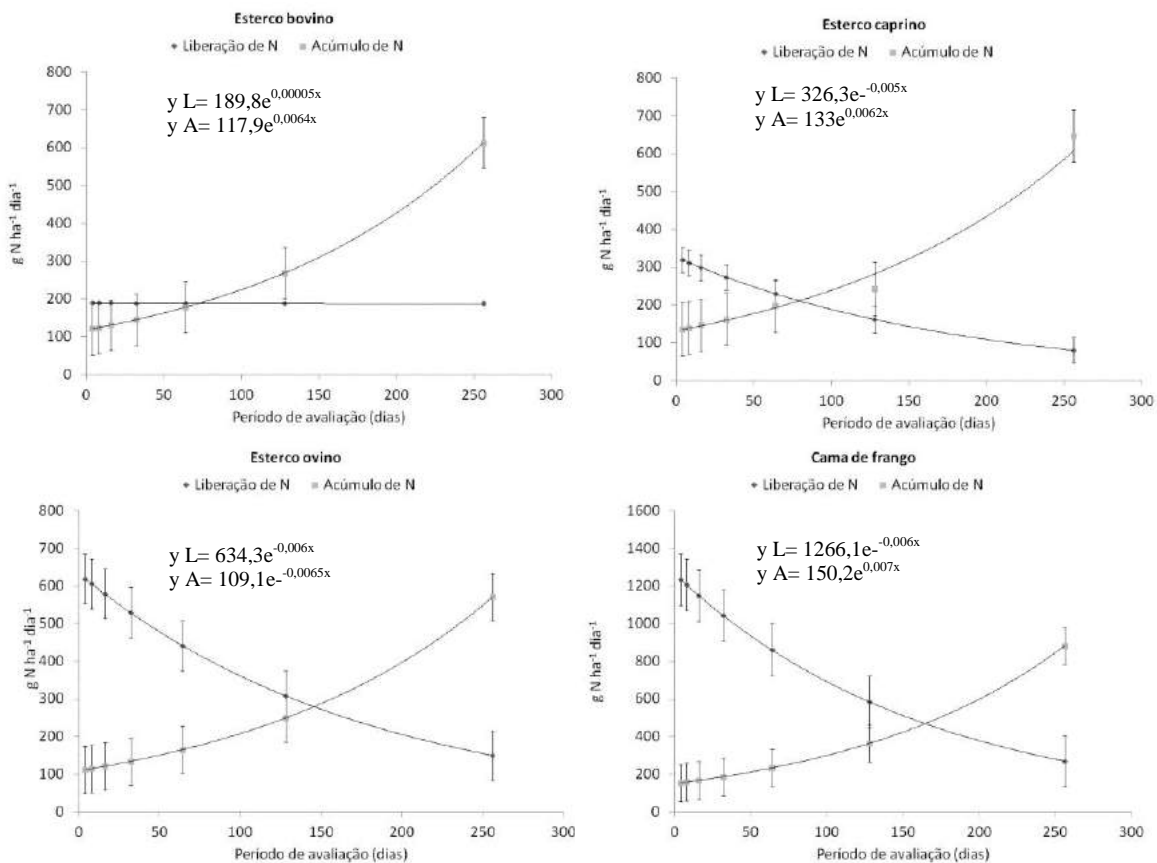 Esterco bovino
Liberação de N Acúmulo de N
y L= 189,8e^0,00005x
y A= 117,9e^0,0064x
800
700
600
500
400
300
200
100
0
g N ha⁻¹ dia⁻¹
0 50 100 150 200 250 300
Período de avaliação (dias)
Esterco caprino
Liberação de N Acúmulo de N
y L= 326,3e-^-0,005x
y A= 133e^0,0062x
800
700
600
500
400
300
200
100
0
g N ha⁻¹ dia⁻¹
0 50 100 150 200 250 300
Período de avaliação (dias)
Esterco ovino
Liberação de N Acúmulo de N
y L= 634,3e^-0,006x
y A= 109,1e-^-0,0065x
800
700
600
500
400
300
200
100
0
g N ha⁻¹ dia⁻¹
0 50 100 150 200 250 300
Período de avaliação (dias)
Cama de frango
Liberação de N Acúmulo de N
y L= 1266,1e-^-0,006x
y A= 150,2e^0,007x
1600
1400
1200
1000
800
600
400
200
0
g N ha⁻¹ dia⁻¹
0 50 100 150 200 250 300
Período de avaliação (dias)